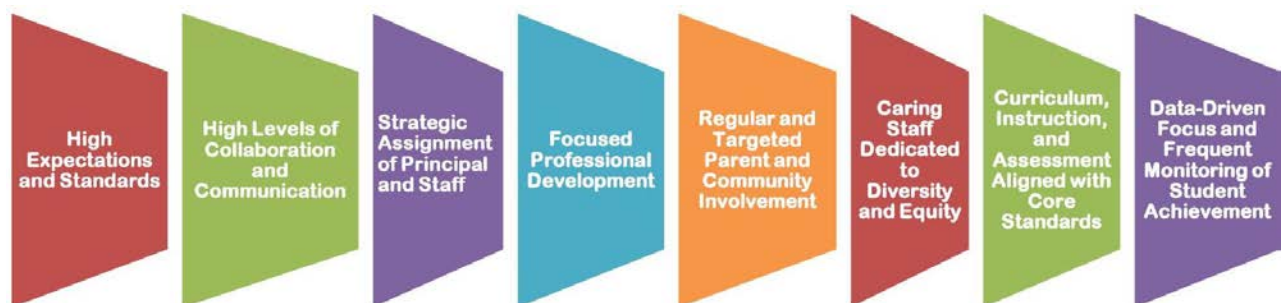 High
Expectations
and Standards
High Levels of
Collaboration
and
Communication
Strategic
Assignment
of Principal
and Staff
Focused
Professional
Development
Regular and
Targeted
Parent and
Community
Involvement
Caring
Staff
Dedicated
to
Diversity
and Equity
Curriculum,
Instruction,
and
Assessment
Aligned with
Core
Standards
Data-Driven
Focus and
Frequent
Monitoring of
Student
Achievement